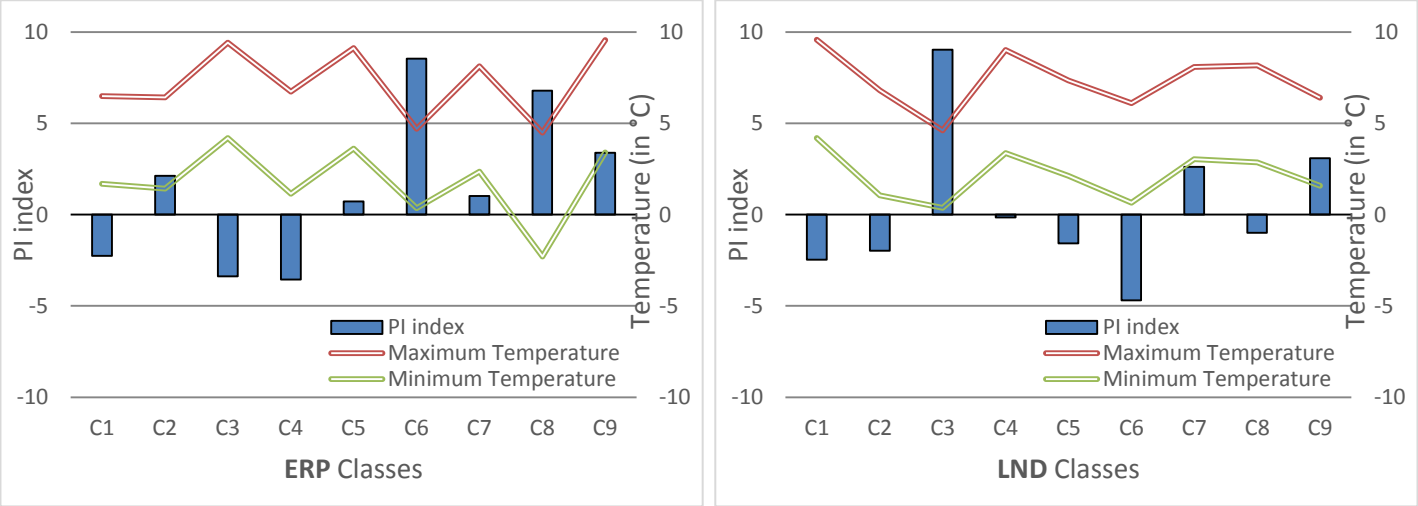 10
5
0
-5
-10
PI index
10
5
0
-5
-10
Temperature (in °C)
PI index
Maximum Temperature
Minimum Temperature
C1 C2 C3 C4 C5 C6 C7 C8 C9
ERP Classes
10
5
0
-5
-10
PI index
10
5
0
-5
-10
Temperature (in °C)
PI index
Maximum Temperature
Minimum Temperature
C1 C2 C3 C4 C5 C6 C7 C8 C9
LND Classes